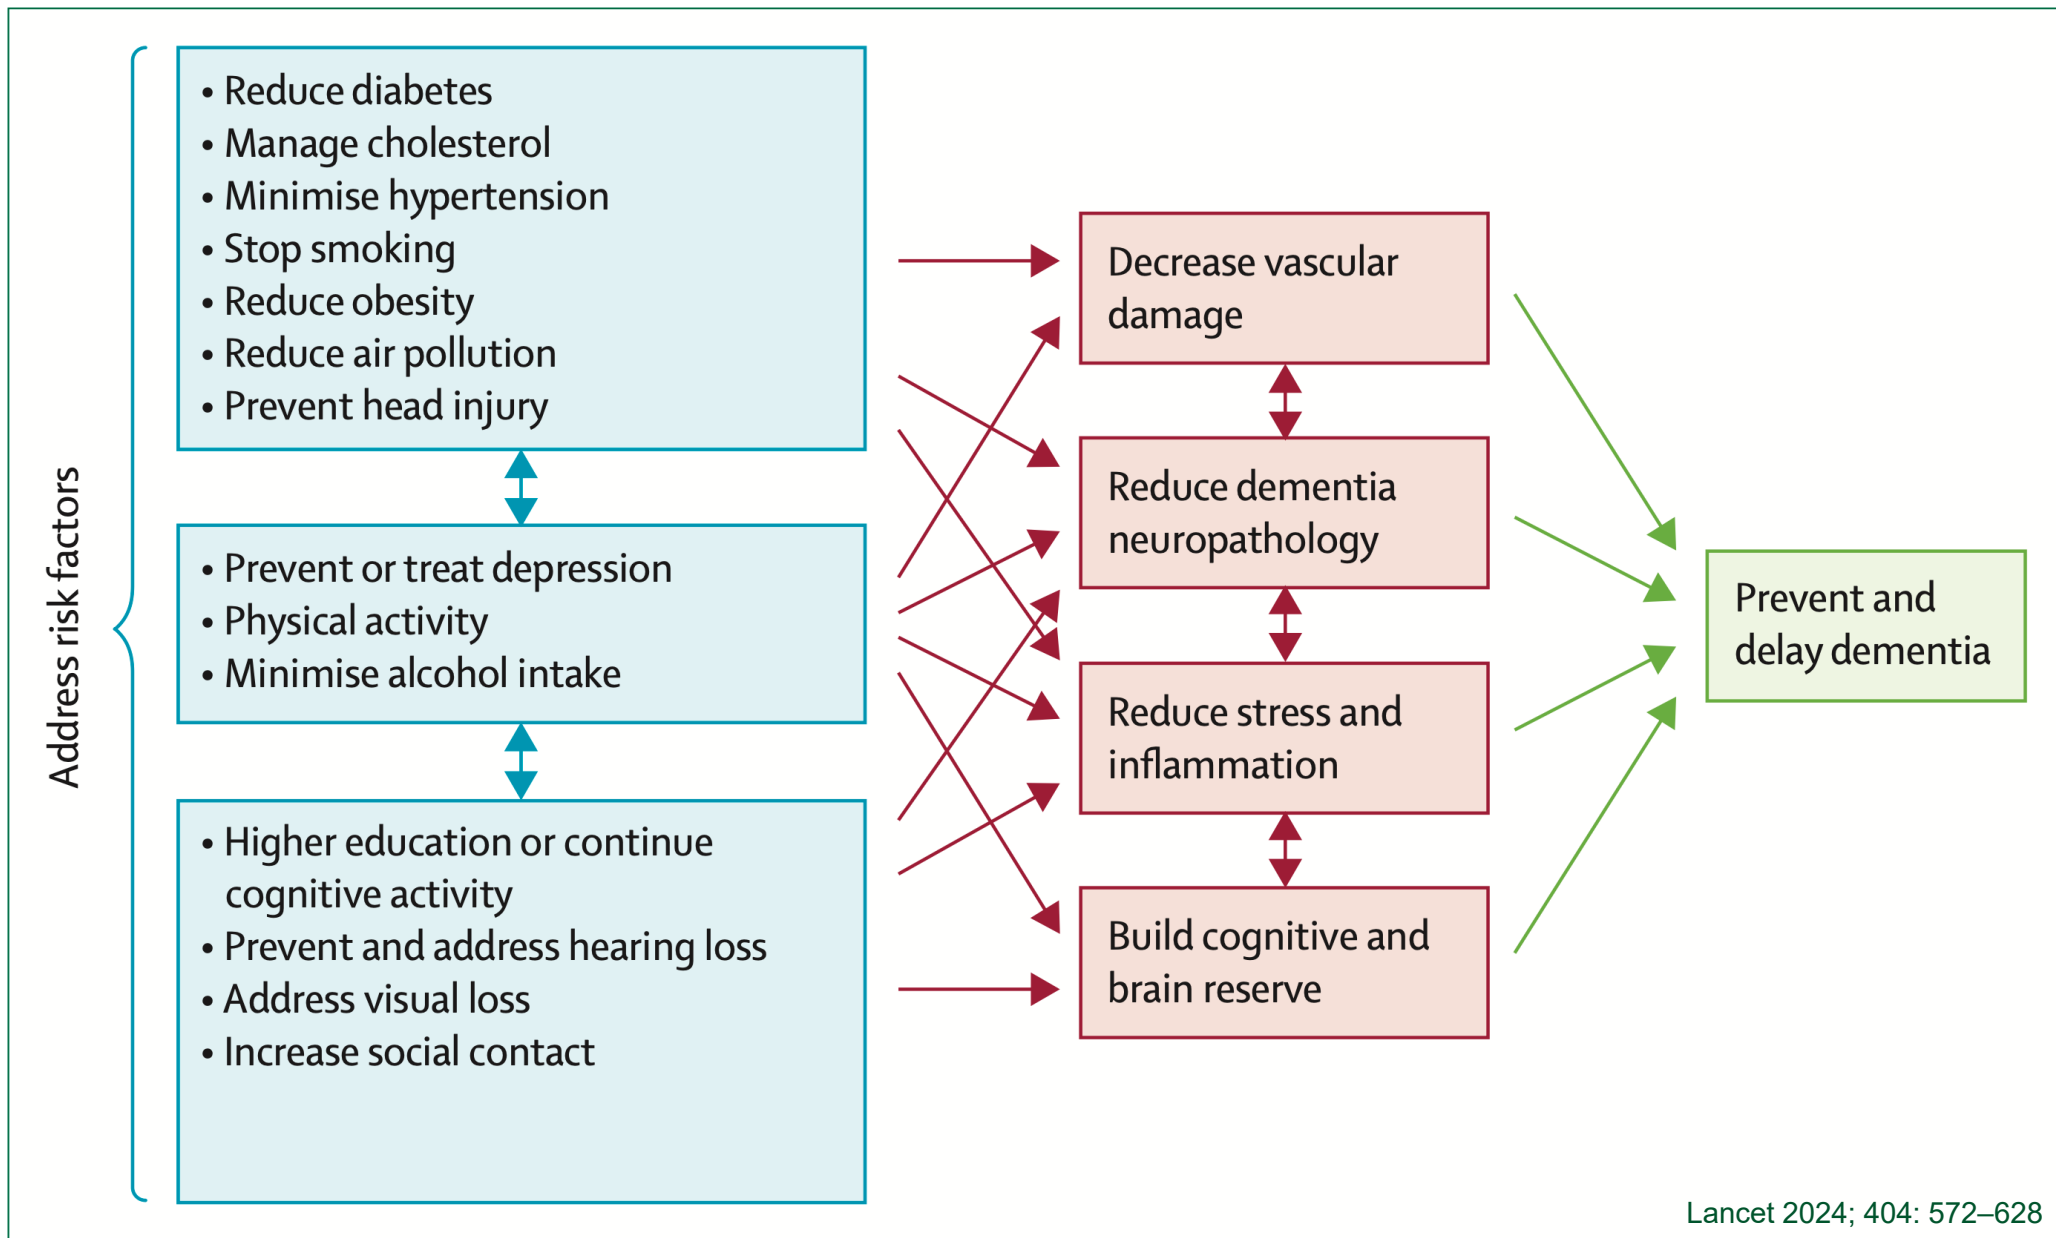 Address risk factors
• Reduce diabetes
• Manage cholesterol
• Minimise hypertension
• Stop smoking
• Reduce obesity
• Reduce air pollution
• Prevent head injury
• Prevent or treat depression
• Physical activity
• Minimise alcohol intake
• Higher education or continue
cognitive activity
• Prevent and address hearing loss
• Address visual loss
• Increase social contact
Decrease vascular
damage
Reduce dementia
neuropathology
Reduce stress and
inflammation
Build cognitive and
brain reserve
Prevent and
delay dementia
Lancet 2024; 404: 572–628